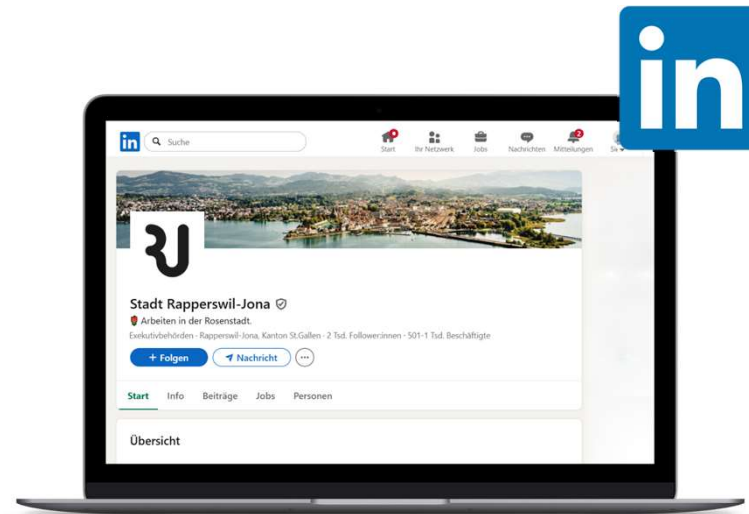 in
in
Suche
Start
Ihr Netzwerk
Jobs
Nachrichten
Mitteilungen
2
Stadt Rapperswil-Jona
Arbeiten in der Rosenstadt.
Exekutivbehörden · Rapperswil-Jona, Kanton St.Gallen · 2 Tsd. Follower:innen · 501-1 Tsd. Beschäftigte
+ Folgen
Nachricht
Start Info Beiträge Jobs Personen
Übersicht